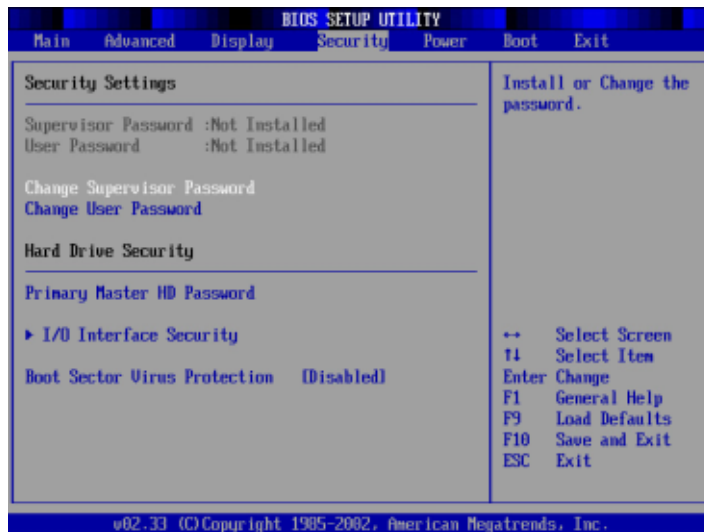 BIOS SETUP UTILITY
Main Advanced Display Security Power Boot Exit
Security Settings
Supervisor Password :Not Installed
User Password :Not Installed
Change Supervisor Password
Change User Password
Hard Drive Security
Primary Master HD Password
▶ I/O Interface Security
Boot Sector Virus Protection [Disabled]
Install or Change the
password.
↔ Select Screen
↑↓ Select Item
Enter Change
F1 General Help
F9 Load Defaults
F10 Save and Exit
ESC Exit
v02.33 (C)Copyright 1985-2002, American Megatrends, Inc.